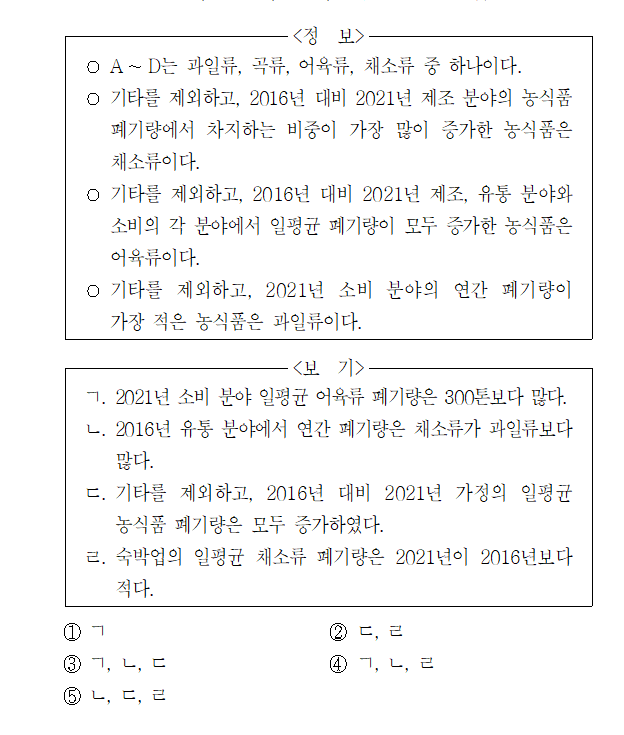 <정 보>
○ A ~ D는 과일류, 곡류, 어육류, 채소류 중 하나이다.
○ 기타를 제외하고, 2016년 대비 2021년 제조 분야의 농식품
폐기량에서 차지하는 비중이 가장 많이 증가한 농식품은
채소류이다.
○ 기타를 제외하고, 2016년 대비 2021년 제조, 유통 분야와
소비의 각 분야에서 일평균 폐기량이 모두 증가한 농식품은
어육류이다.
○ 기타를 제외하고, 2021년 소비 분야의 연간 폐기량이
가장 적은 농식품은 과일류이다.
<보 기>
ㄱ. 2021년 소비 분야 일평균 어육류 폐기량은 300톤보다 많다.
ㄴ. 2016년 유통 분야에서 연간 폐기량은 채소류가 과일류보다
많다.
ㄷ. 기타를 제외하고, 2016년 대비 2021년 가정의 일평균
농식품 폐기량은 모두 증가하였다.
ㄹ. 숙박업의 일평균 채소류 폐기량은 2021년이 2016년보다
적다.
① ㄱ ② ㄷ, ㄹ
③ ㄱ, ㄴ, ㄷ ④ ㄱ, ㄴ, ㄹ
⑤ ㄴ, ㄷ, ㄹ